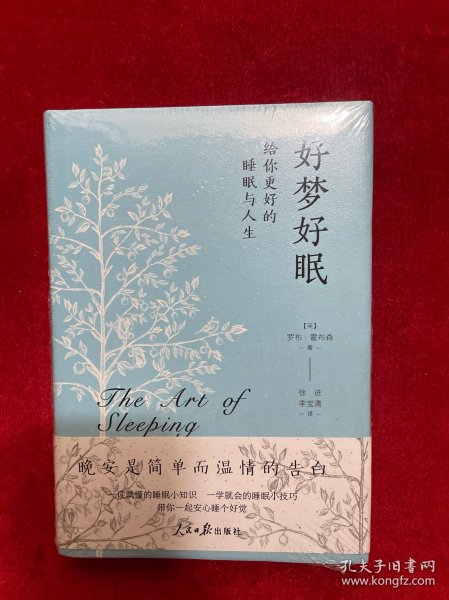 好梦好眠
给你更好的
睡眠与人生
【英】
罗布·霍布森
—著—
徐 进
李宝清
—译—
The Art of
Sleeping
晚安是简单而温情的告白
一读就懂的睡眠小知识 一学就会的睡眠小技巧
带你一起安心睡个好觉
人民日报出版社
孔夫子旧书网
www.kongfz.com